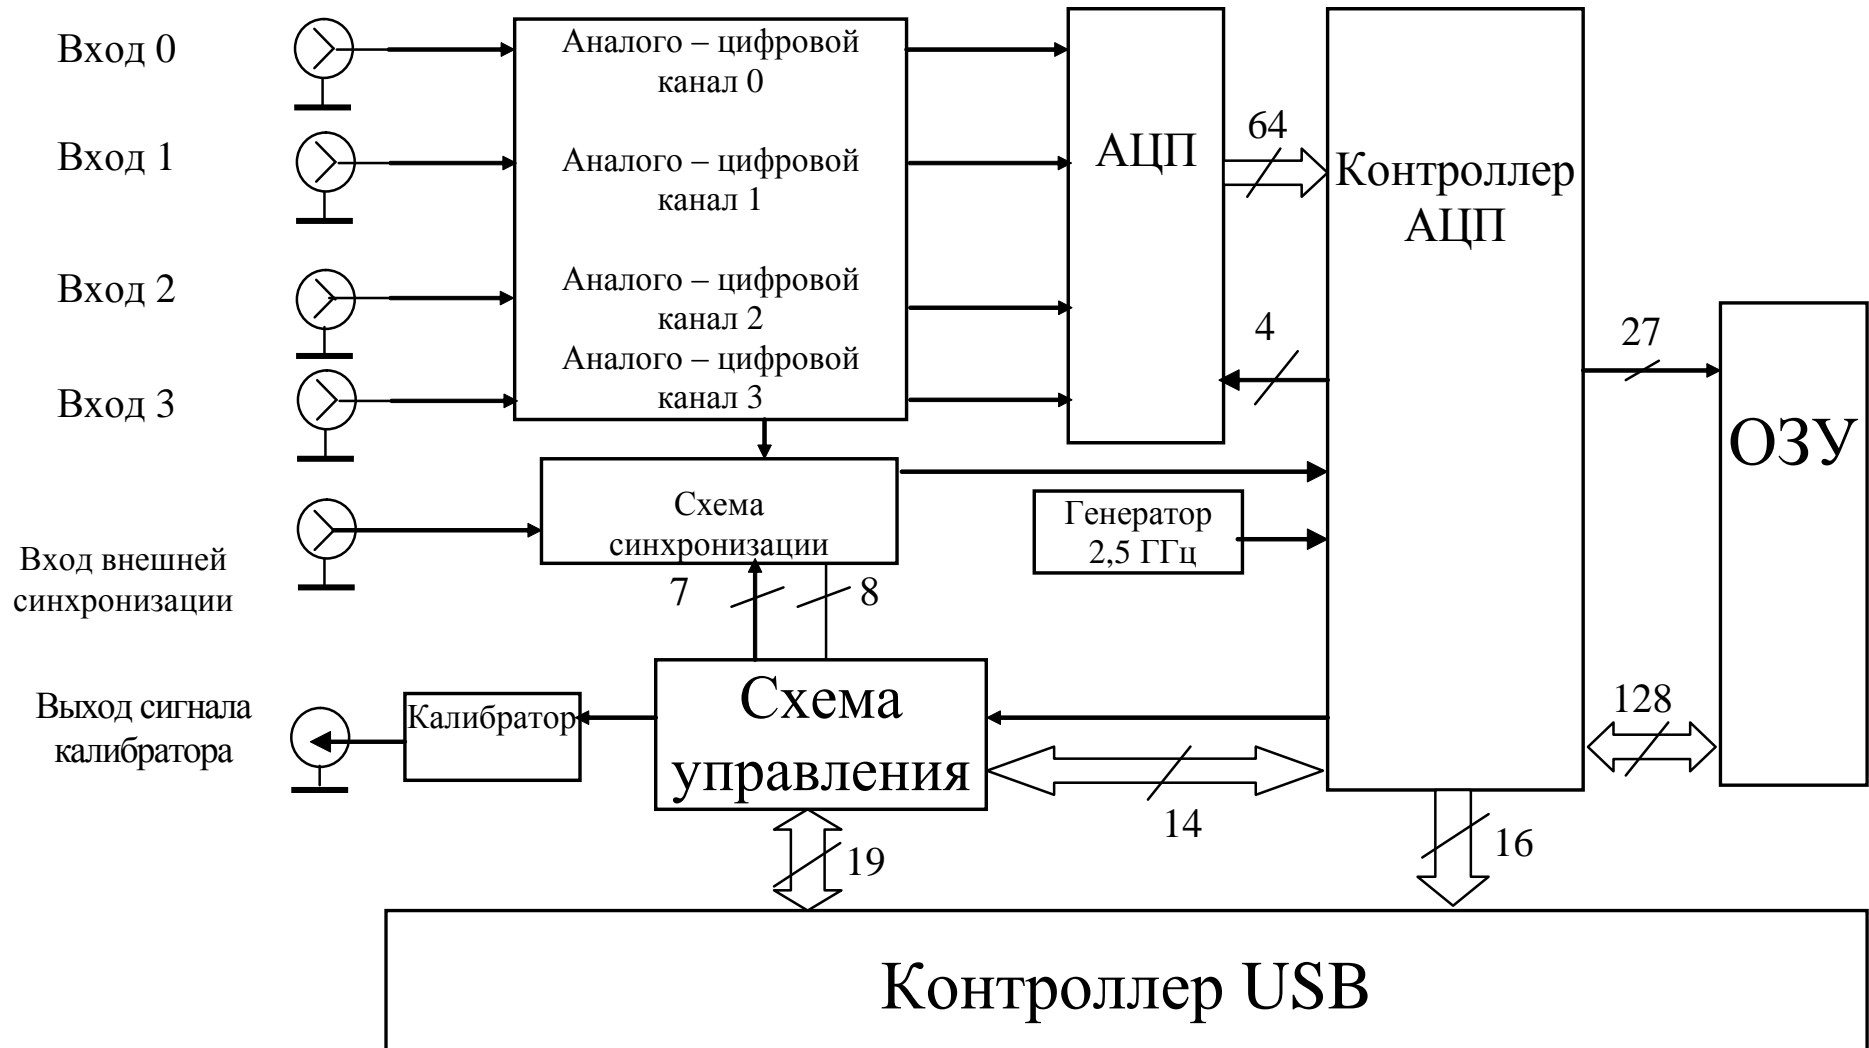 Вход 0
Аналого – цифровой
канал 0
Вход 1
Аналого – цифровой
канал 1
Вход 2
Аналого – цифровой
канал 2
Вход 3
Аналого – цифровой
канал 3
АЦП
64
Контроллер
АЦП
4
27
ОЗУ
Схема
синхронизации
Генератор
2,5 ГГц
Вход внешней
синхронизации
7
8
Выход сигнала
калибратора
Калибратор
Схема
управления
128
14
19
16
Контроллер USB